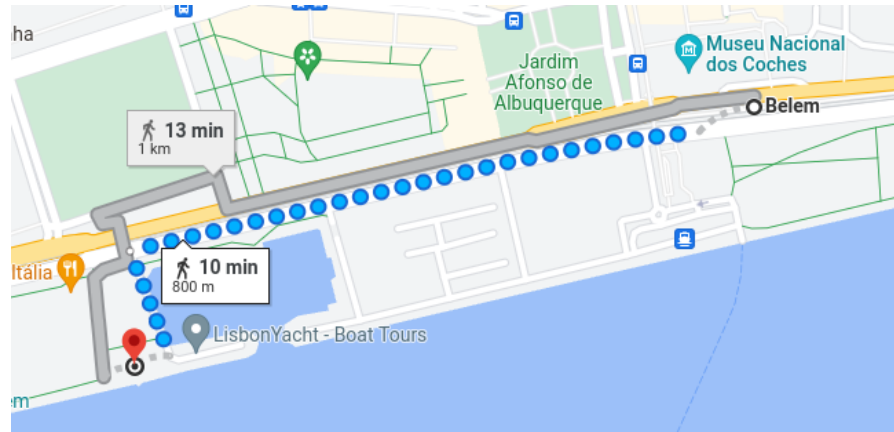 ha
Jardim
Afonso de
Albuquerque
Museu Nacional
dos Coches
Belem
13 min
1 km
10 min
800 m
Itália
LisbonYacht - Boat Tours
em